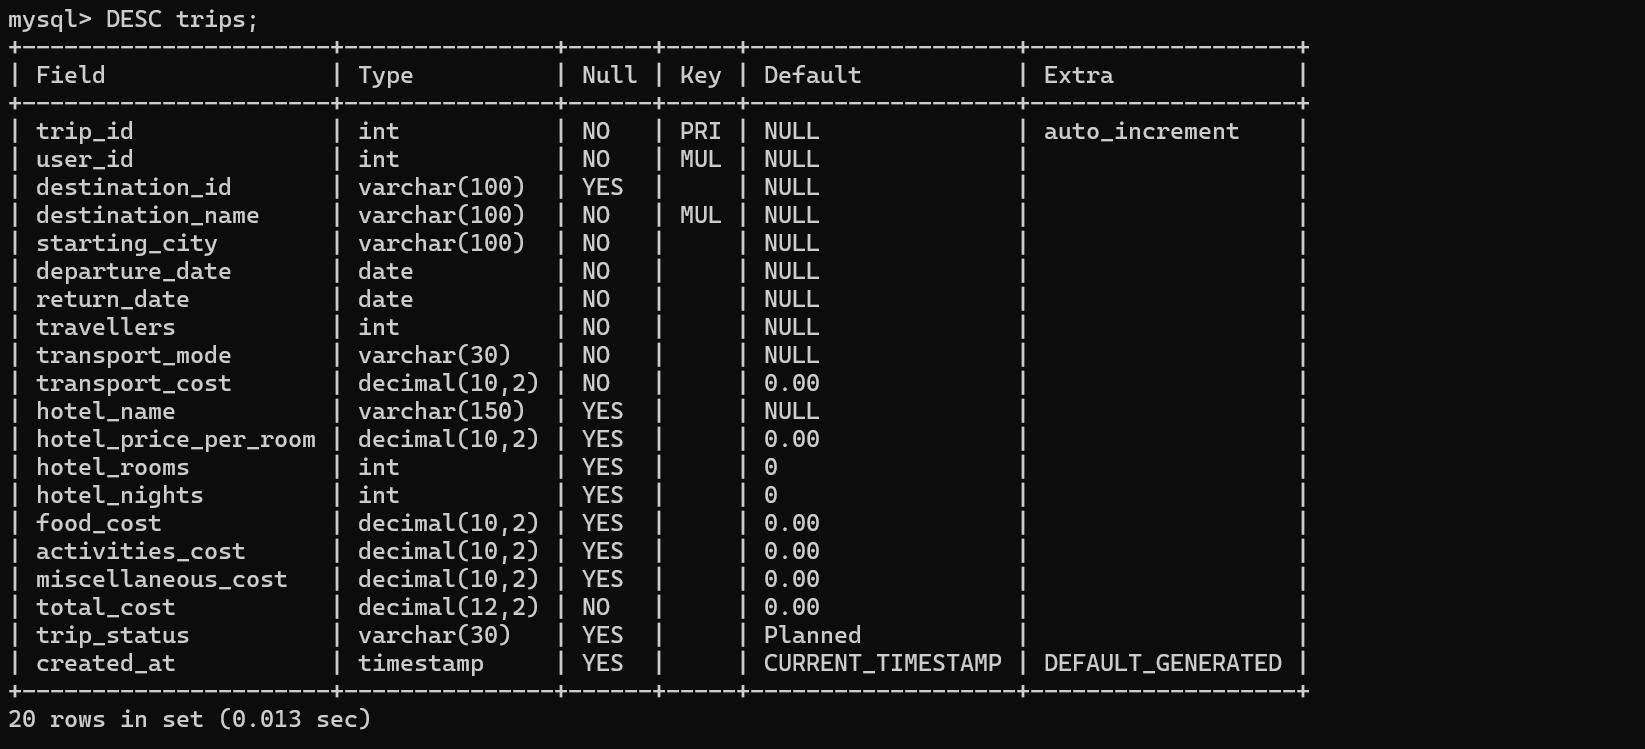 mysql> DESC trips;
+----------------------+---------------+------+-----+-------------------+-------------------+
| Field                | Type          | Null | Key | Default           | Extra             |
+----------------------+---------------+------+-----+-------------------+-------------------+
| trip_id              | int           | NO   | PRI | NULL              | auto_increment    |
| user_id              | int           | NO   | MUL | NULL              |                   |
| destination_id       | varchar(100)  | YES  |     | NULL              |                   |
| destination_name     | varchar(100)  | NO   | MUL | NULL              |                   |
| starting_city        | varchar(100)  | NO   |     | NULL              |                   |
| departure_date       | date          | NO   |     | NULL              |                   |
| return_date          | date          | NO   |     | NULL              |                   |
| travellers           | int           | NO   |     | NULL              |                   |
| transport_mode       | varchar(30)   | NO   |     | NULL              |                   |
| transport_cost       | decimal(10,2) | NO   |     | 0.00              |                   |
| hotel_name           | varchar(150)  | YES  |     | NULL              |                   |
| hotel_price_per_room | decimal(10,2) | YES  |     | 0.00              |                   |
| hotel_rooms          | int           | YES  |     | 0                 |                   |
| hotel_nights         | int           | YES  |     | 0                 |                   |
| food_cost            | decimal(10,2) | YES  |     | 0.00              |                   |
| activities_cost      | decimal(10,2) | YES  |     | 0.00              |                   |
| miscellaneous_cost   | decimal(10,2) | YES  |     | 0.00              |                   |
| total_cost           | decimal(12,2) | NO   |     | 0.00              |                   |
| trip_status          | varchar(30)   | YES  |     | Planned           |                   |
| created_at           | timestamp     | YES  |     | CURRENT_TIMESTAMP | DEFAULT_GENERATED |
+----------------------+---------------+------+-----+-------------------+-------------------+
20 rows in set (0.013 sec)